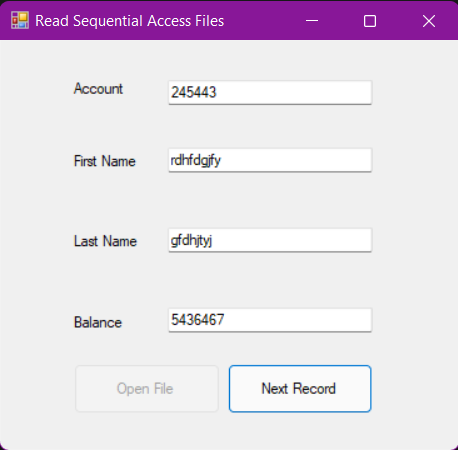 Read Sequential Access Files
Account 245443
First Name rdhfdgjfy
Last Name gfdhjtyj
Balance 5436467
Open File Next Record